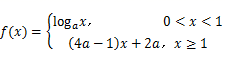 f(x) = { logₐx, 0 < x < 1
(4a − 1)x + 2a, x ≥ 1